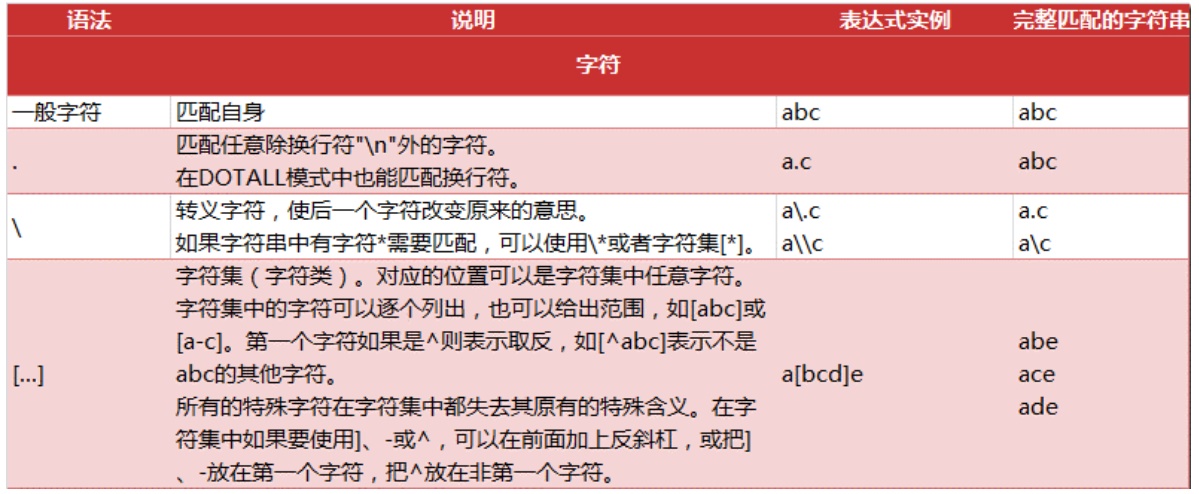 语法 说明 表达式实例 完整匹配的字符串
字符
一般字符 匹配自身 abc abc
. 匹配任意除换行符"\n"外的字符。
在DOTALL模式中也能匹配换行符。 a.c abc
\ 转义字符，使后一个字符改变原来的意思。 a\.c a.c
如果字符串中有字符*需要匹配，可以使用\*或者字符集[*]。 a\\c a\c
字符集（字符类）。对应的位置可以是字符集中任意字符。
字符集中的字符可以逐个列出，也可以给出范围，如[abc]或
[a-c]。第一个字符如果是^则表示取反，如[^abc]表示不是 abe
[...] abc的其他字符。 a[bcd]e ace
所有的特殊字符在字符集中都失去其原有的特殊含义。在字 ade
符集中如果要使用]、-或^，可以在前面加上反斜杠，或把]
、-放在第一个字符，把^放在非第一个字符。